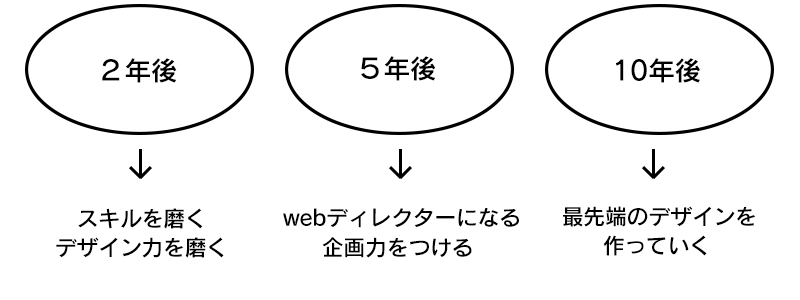 ２年後
５年後
10年後
スキルを磨く
デザイン力を磨く
webディレクターになる
企画力をつける
最先端のデザインを
作っていく